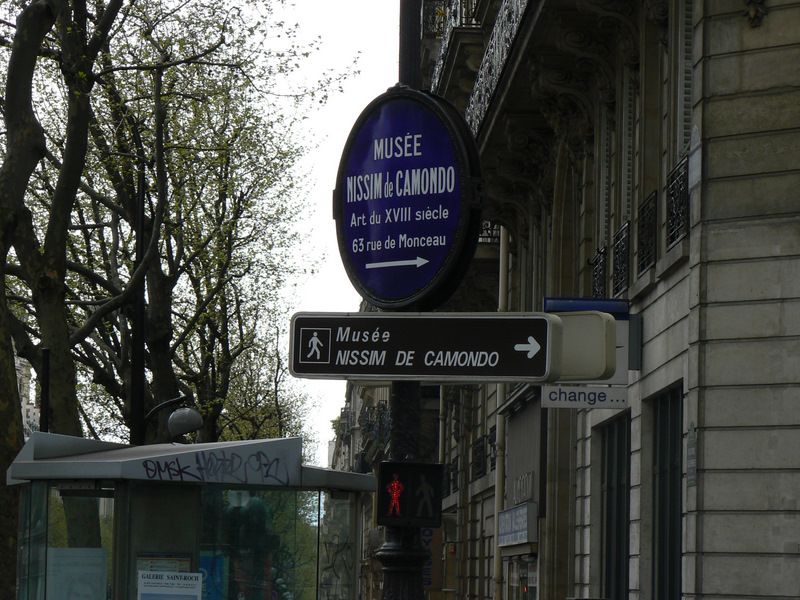 MUSÉE
NISSIM de CAMONDO
Art du XVIII siècle
63 rue de Monceau
Musée
NISSIM DE CAMONDO
change...
GALERIE SAINT-ROCH